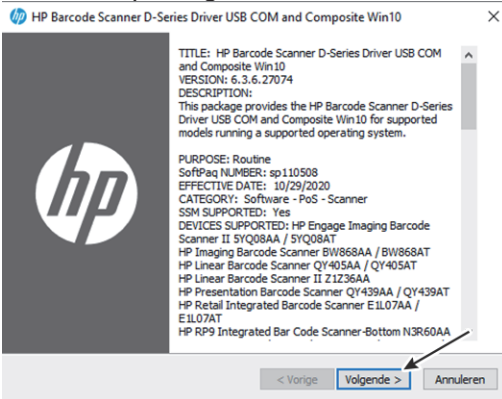 HP Barcode Scanner D-Series Driver USB COM and Composite Win10
TITLE: HP Barcode Scanner D-Series Driver USB COM
and Composite Win10
VERSION: 6.3.6.27074
DESCRIPTION:
This package provides the HP Barcode Scanner D-Series
Driver USB COM and Composite Win10 for supported
models running a supported operating system.
PURPOSE: Routine
SoftPaq NUMBER: sp110508
EFFECTIVE DATE: 10/29/2020
CATEGORY: Software - PoS - Scanner
SSM SUPPORTED: Yes
DEVICES SUPPORTED: HP Engage Imaging Barcode
Scanner II 5YQ08AA / 5YQ08AT
HP Imaging Barcode Scanner BW868AA / BW868AT
HP Linear Barcode Scanner QY405AA / QY405AT
HP Linear Barcode Scanner II Z1Z36AA
HP Presentation Barcode Scanner QY439AA / QY439AT
HP Retail Integrated Barcode Scanner E1L07AA /
E1L07AT
HP RP9 Integrated Bar Code Scanner-Bottom N3R60AA
hp
< Vorige
Volgende >
Annuleren